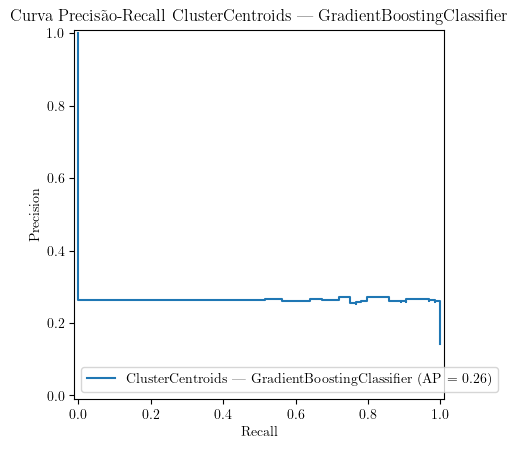 Curva Precisão-Recall ClusterCentroids — GradientBoostingClassifier
1.0
0.8
0.6
0.4
0.2
0.0
Precision
ClusterCentroids — GradientBoostingClassifier (AP = 0.26)
0.0 0.2 0.4 0.6 0.8 1.0
Recall